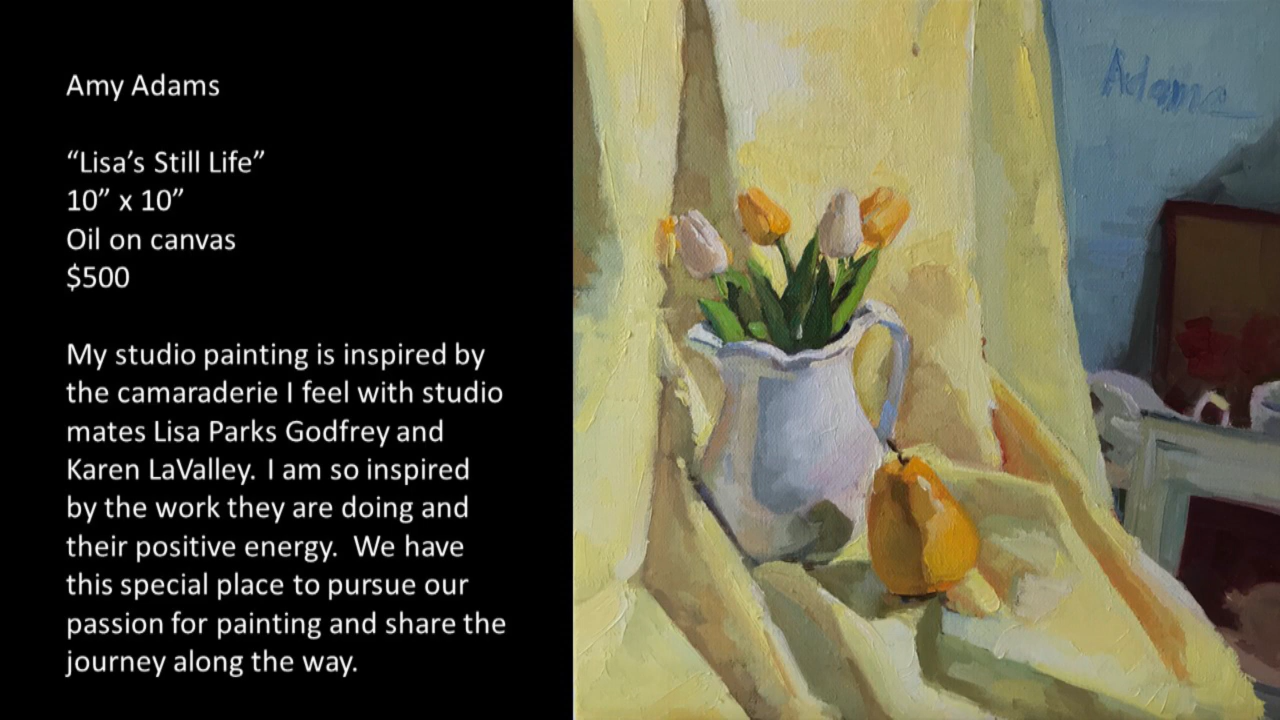 Amy Adams
“Lisa’s Still Life”
10” x 10”
Oil on canvas
$500
My studio painting is inspired by
the camaraderie I feel with studio
mates Lisa Parks Godfrey and
Karen LaValley.  I am so inspired
by the work they are doing and
their positive energy.  We have
this special place to pursue our
passion for painting and share the
journey along the way.
Adams